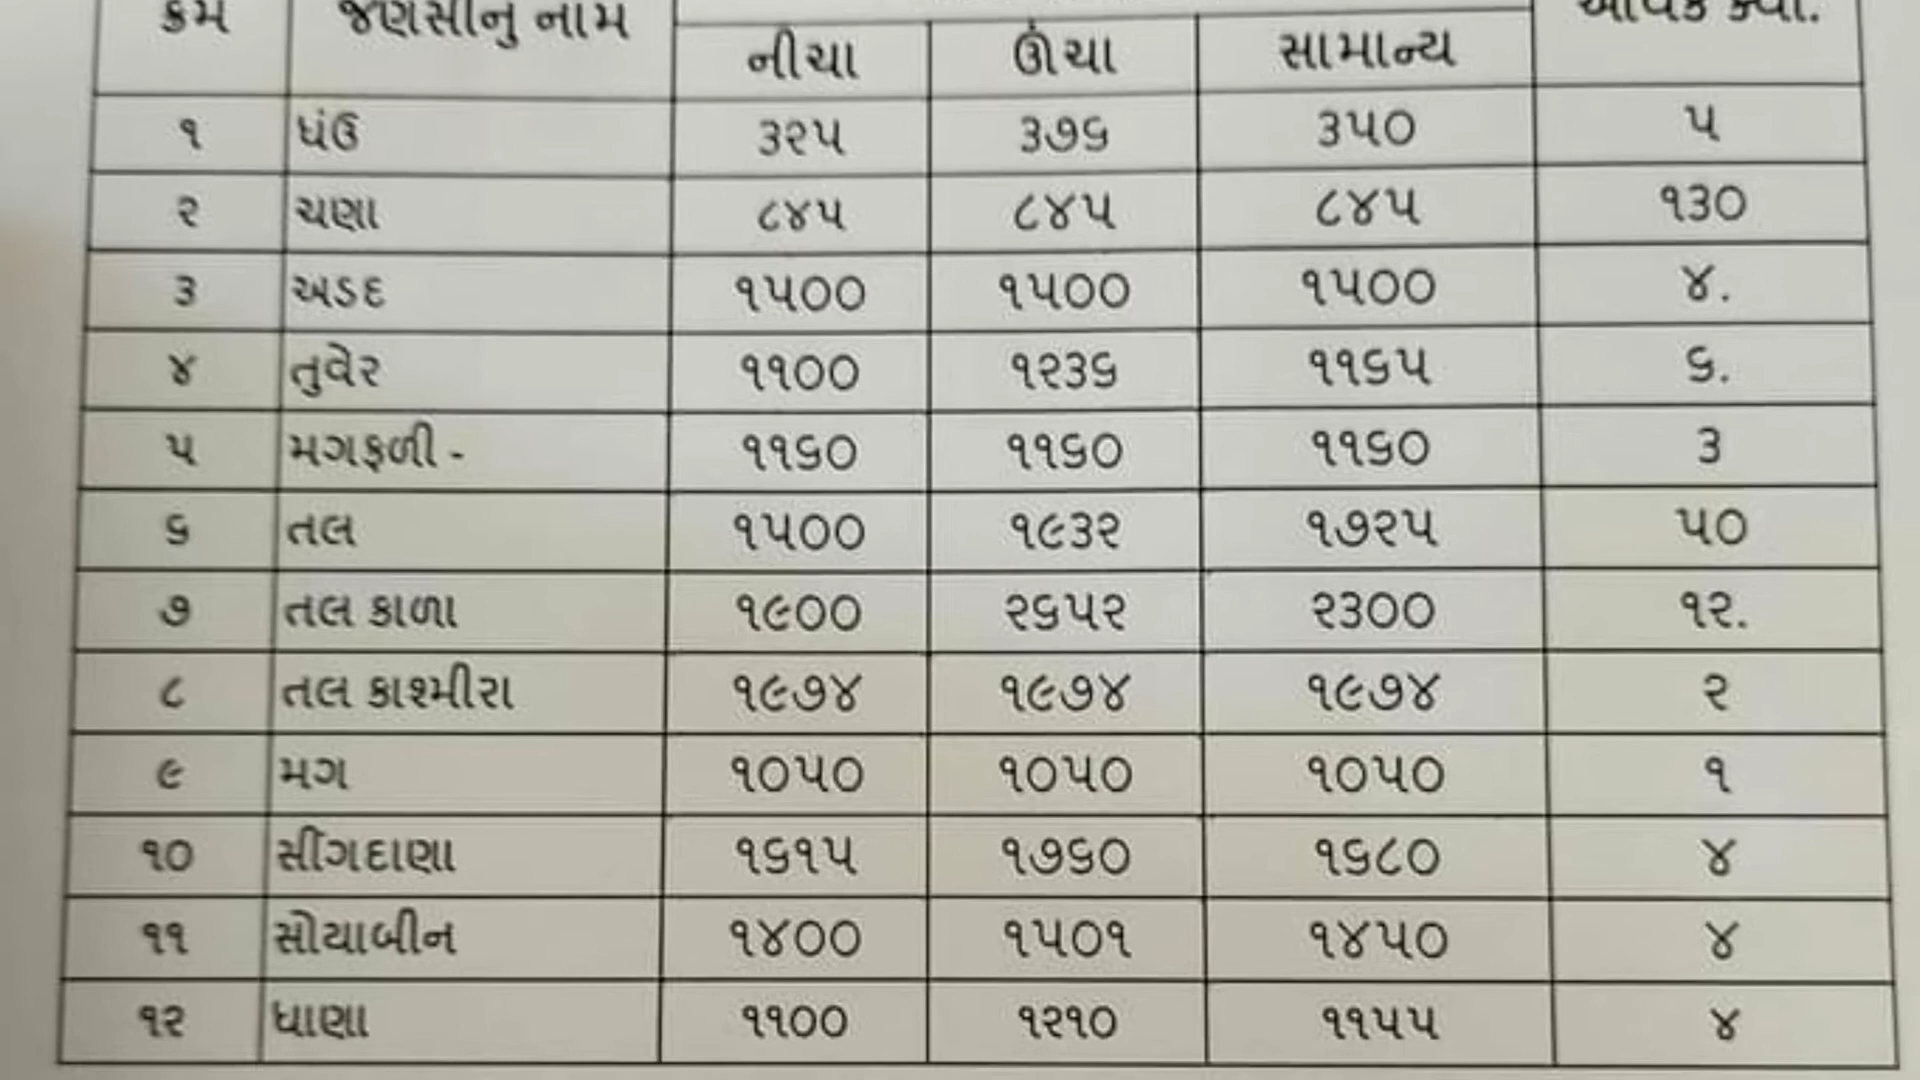 ક્રમ જણસીનુ નામ આવક ક્વી.
નીચા ઊંચા સામાન્ય
૧ ધંઉ ૩૨૫ ૩૭૬ ૩૫૦ ૫
૨ ચણા ૮૪૫ ૮૪૫ ૮૪૫ ૧૩૦
૩ અડદ ૧૫૦૦ ૧૫૦૦ ૧૫૦૦ ૪.
૪ તુવેર ૧૧૦૦ ૧૨૩૬ ૧૧૬૫ ૬.
૫ મગફળી - ૧૧૬૦ ૧૧૬૦ ૧૧૬૦ ૩
૬ તલ ૧૫૦૦ ૧૯૩૨ ૧૭૨૫ ૫૦
૭ તલ કાળા ૧૯૦૦ ૨૬૫૨ ૨૩૦૦ ૧૨.
૮ તલ કાશ્મીરા ૧૯૭૪ ૧૯૭૪ ૧૯૭૪ ૨
૯ મગ ૧૦૫૦ ૧૦૫૦ ૧૦૫૦ ૧
૧૦ સીંગદાણા ૧૬૧૫ ૧૭૬૦ ૧૬૮૦ ૪
૧૧ સોયાબીન ૧૪૦૦ ૧૫૦૧ ૧૪૫૦ ૪
૧૨ ધાણા ૧૧૦૦ ૧૨૧૦ ૧૧૫૫ ૪